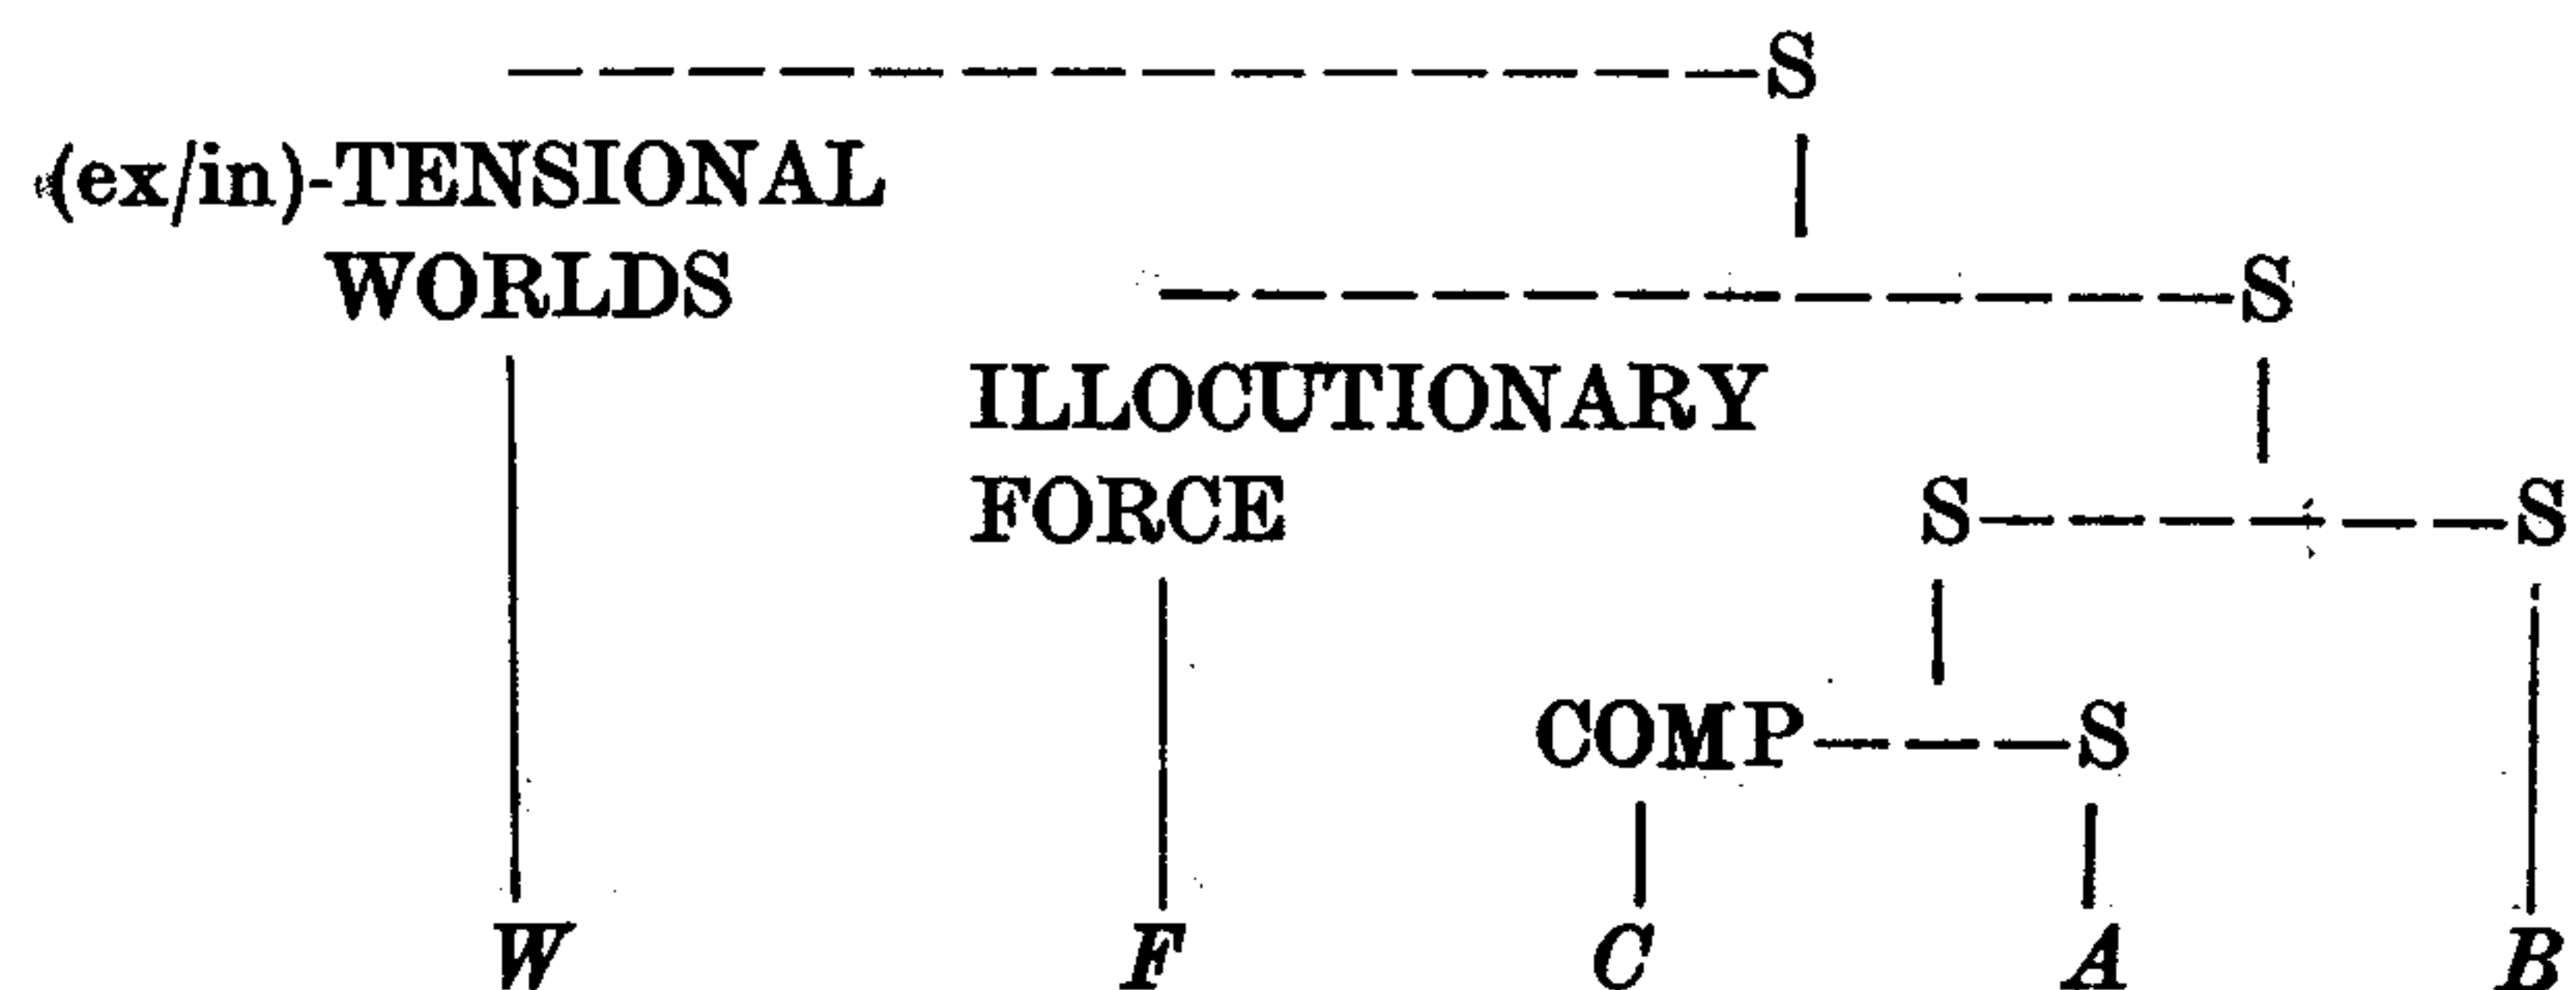 S
(ex/in)-TENSIONAL
WORLDS
S
ILLOCUTIONARY
FORCE
S S
COMP S
W F C A B